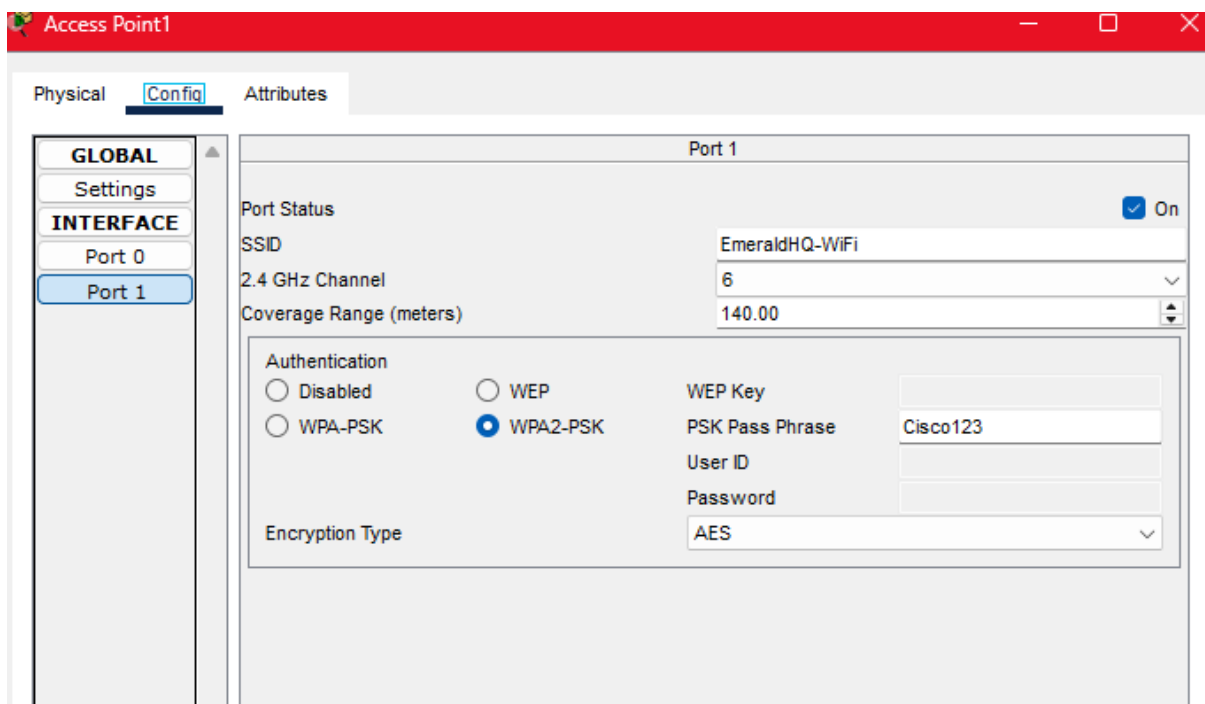 Access Point1
Physical Config Attributes
GLOBAL
Settings
INTERFACE
Port 0
Port 1
Port 1
Port Status On
SSID EmeraldHQ-WiFi
2.4 GHz Channel 6
Coverage Range (meters) 140.00
Authentication
Disabled WEP WEP Key
WPA-PSK WPA2-PSK PSK Pass Phrase Cisco123
User ID
Password
Encryption Type AES